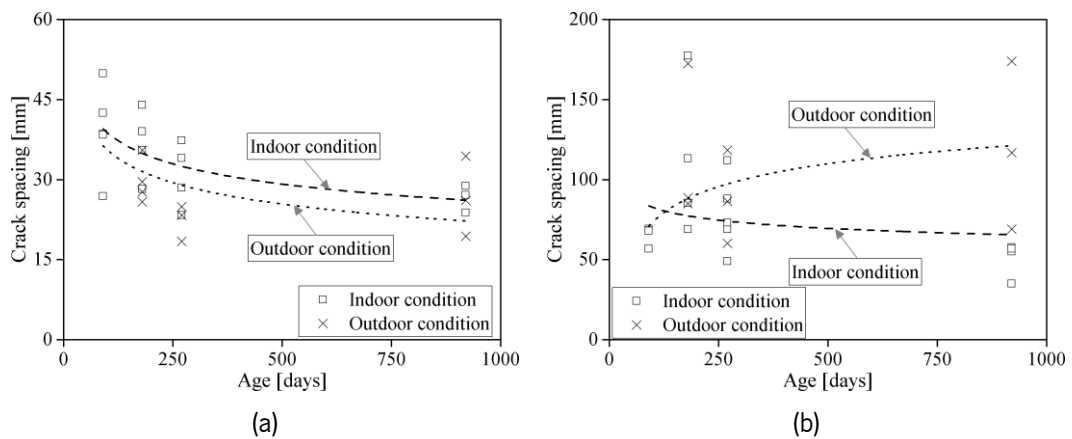 60
45
30
15
0
Crack spacing [mm]
Indoor condition
Outdoor condition
Indoor condition
Outdoor condition
0
250
500
750
1000
Age [days]
(a)
200
150
100
50
0
Crack spacing [mm]
Outdoor condition
Indoor condition
Indoor condition
Outdoor condition
0
250
500
750
1000
Age [days]
(b)